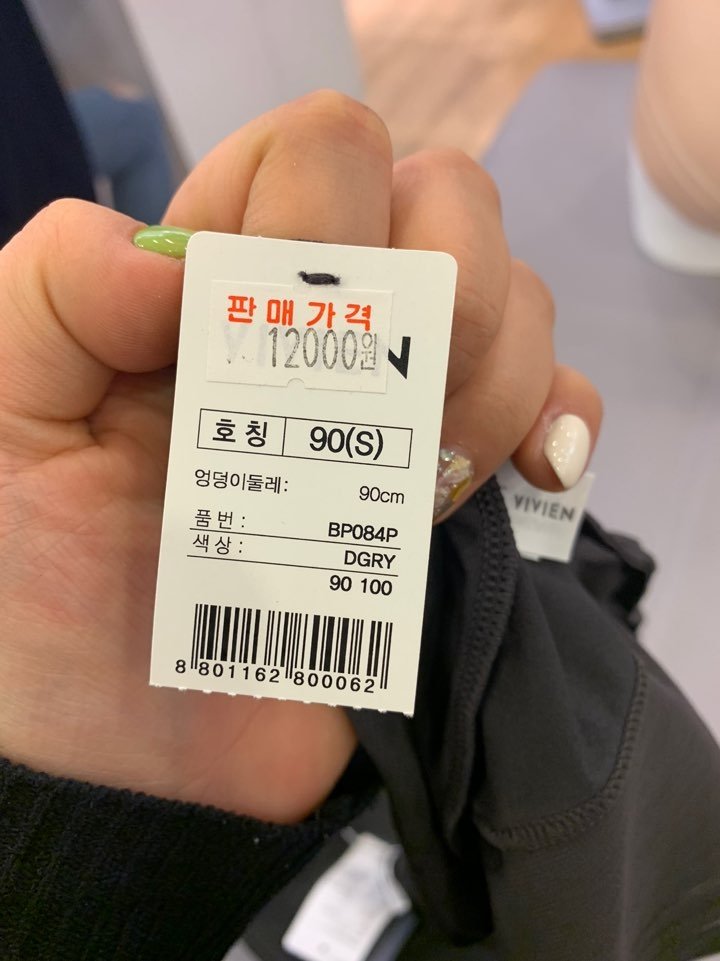 판매가격
12000원
호칭 90(S)
엉덩이둘레: 90cm
품번: BP084P
색상: DGRY
90 100
8 801162 800062
VIVIEN